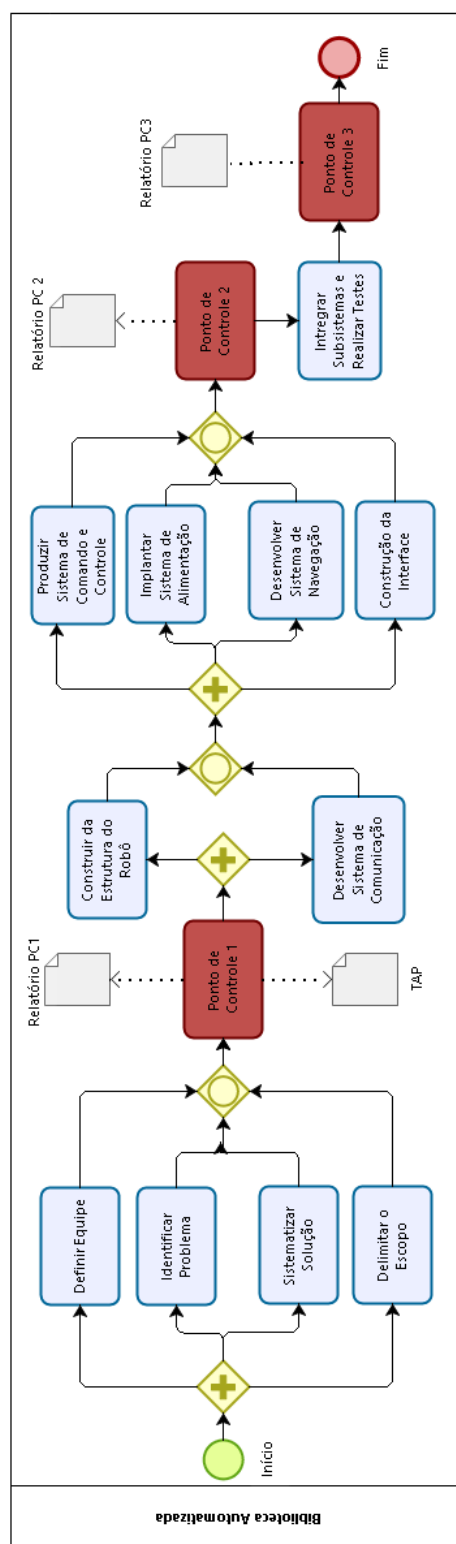 Biblioteca Automatizada
Início
Definir Equipe
Identificar
Problema
Sistematizar
Solução
Delimitar o
Escopo
Relatório PC1
Ponto de
Controle 1
TAP
Construir da
Estrutura do
Robô
Desenvolver
Sistema de
Comunicação
Produzir
Sistema de
Comando e
Controle
Implantar
Sistema de
Alimentação
Desenvolver
Sistema de
Navegação
Construção da
Interface
Relatório PC 2
Ponto de
Controle 2
Intregrar
Subsistemas e
Realizar Testes
Relatório PC3
Ponto de
Controle 3
Fim